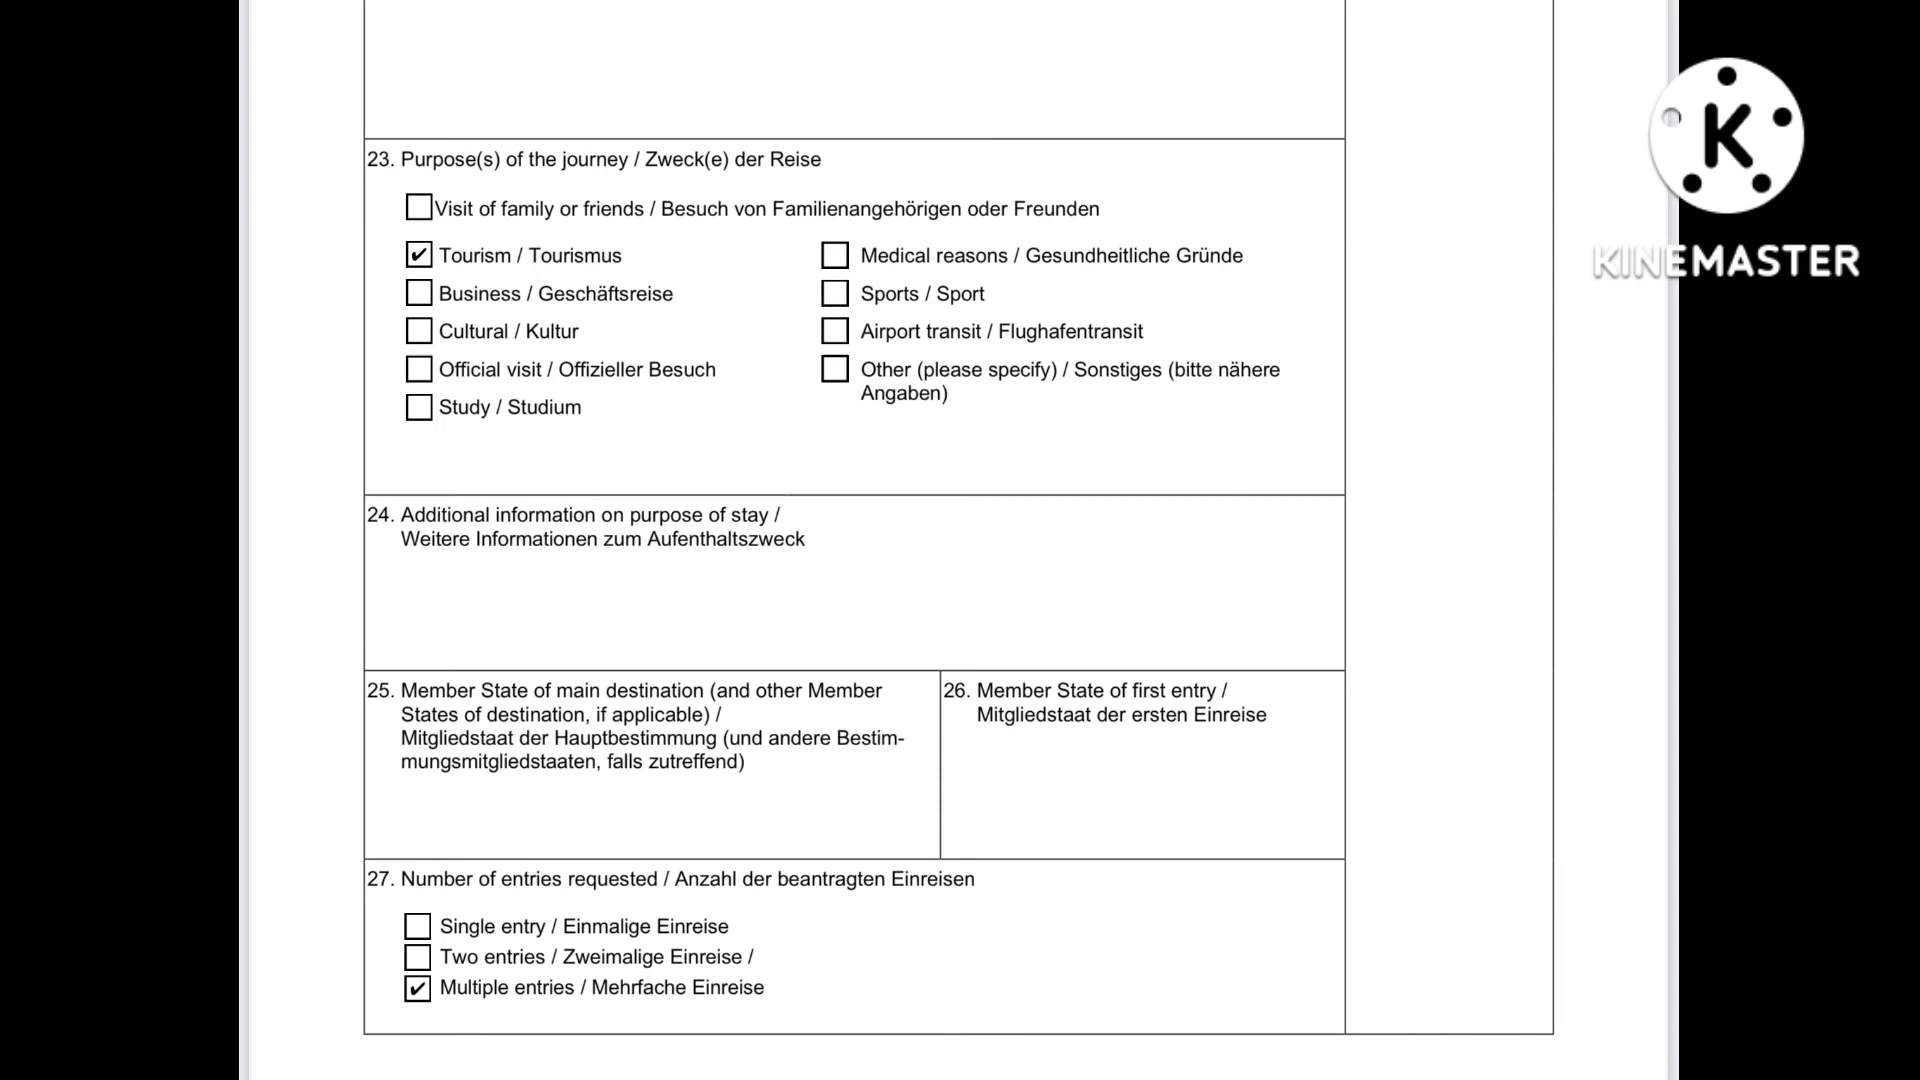 23. Purpose(s) of the journey / Zweck(e) der Reise
Visit of family or friends / Besuch von Familienangehörigen oder Freunden
Tourism / Tourismus
Business / Geschäftsreise
Cultural / Kultur
Official visit / Offizieller Besuch
Study / Studium
Medical reasons / Gesundheitliche Gründe
Sports / Sport
Airport transit / Flughafentransit
Other (please specify) / Sonstiges (bitte nähere
Angaben)
24. Additional information on purpose of stay /
Weitere Informationen zum Aufenthaltszweck
25. Member State of main destination (and other Member
States of destination, if applicable) /
Mitgliedstaat der Hauptbestimmung (und andere Bestim-
mungsmitgliedstaaten, falls zutreffend)
26. Member State of first entry /
Mitgliedstaat der ersten Einreise
27. Number of entries requested / Anzahl der beantragten Einreisen
Single entry / Einmalige Einreise
Two entries / Zweimalige Einreise /
Multiple entries / Mehrfache Einreise
K
KINEMASTER